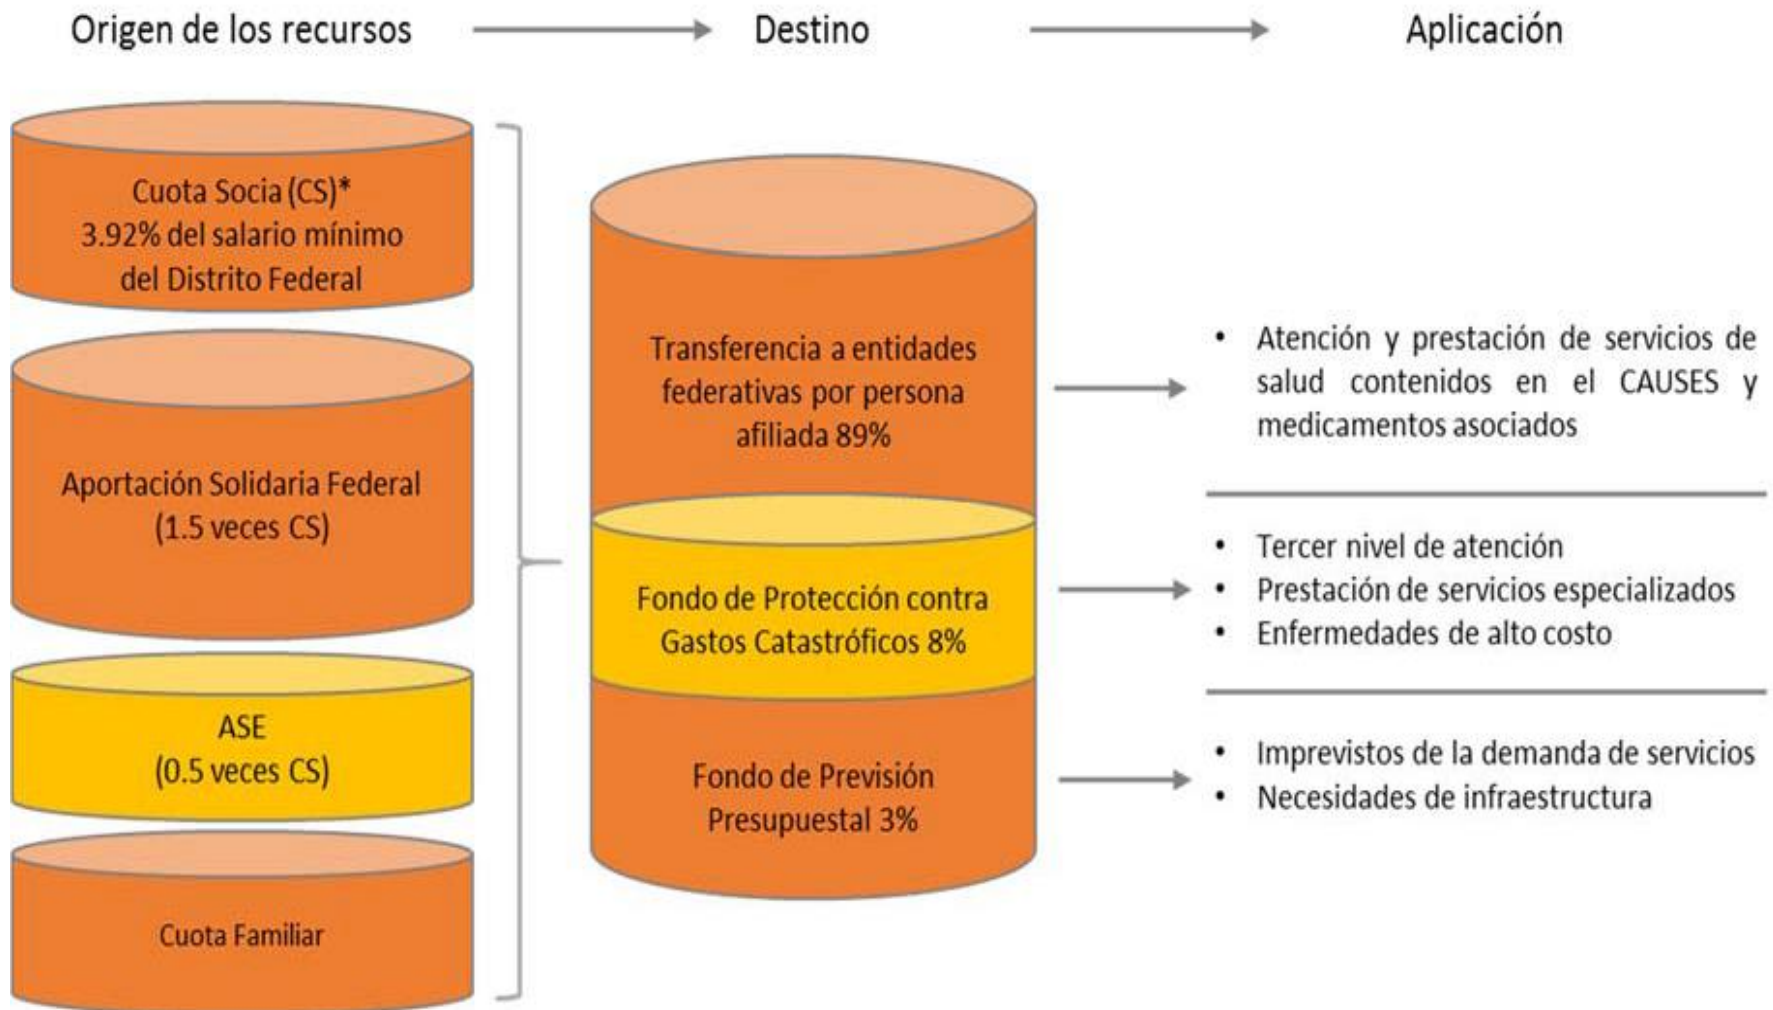 Origen de los recursos
Destino
Aplicación
Cuota Socia (CS)*
3.92% del salario mínimo
del Distrito Federal
Aportación Solidaria Federal
(1.5 veces CS)
ASE
(0.5 veces CS)
Cuota Familiar
Transferencia a entidades
federativas por persona
afiliada 89%
Fondo de Protección contra
Gastos Catastróficos 8%
Fondo de Previsión
Presupuestal 3%
• Atención y prestación de servicios de
salud contenidos en el CAUSES y
medicamentos asociados
• Tercer nivel de atención
• Prestación de servicios especializados
• Enfermedades de alto costo
• Imprevistos de la demanda de servicios
• Necesidades de infraestructura